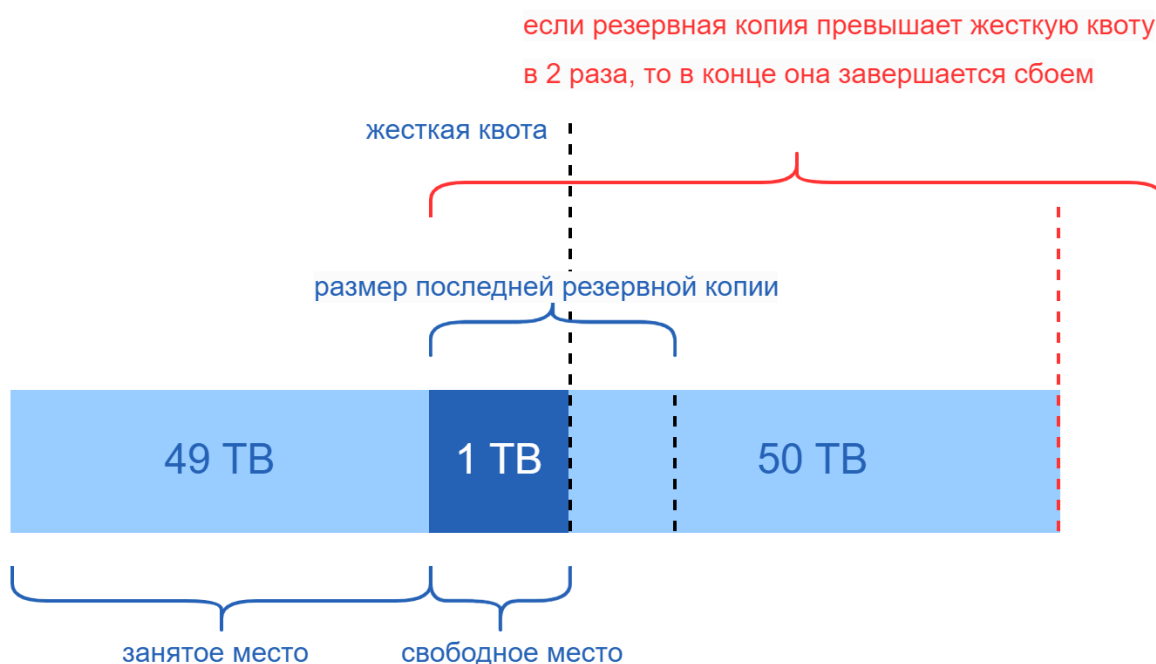 если резервная копия превышает жесткую квоту
в 2 раза, то в конце она завершается сбоем
жесткая квота
размер последней резервной копии
49 TB
1 TB
50 TB
занятое место
свободное место